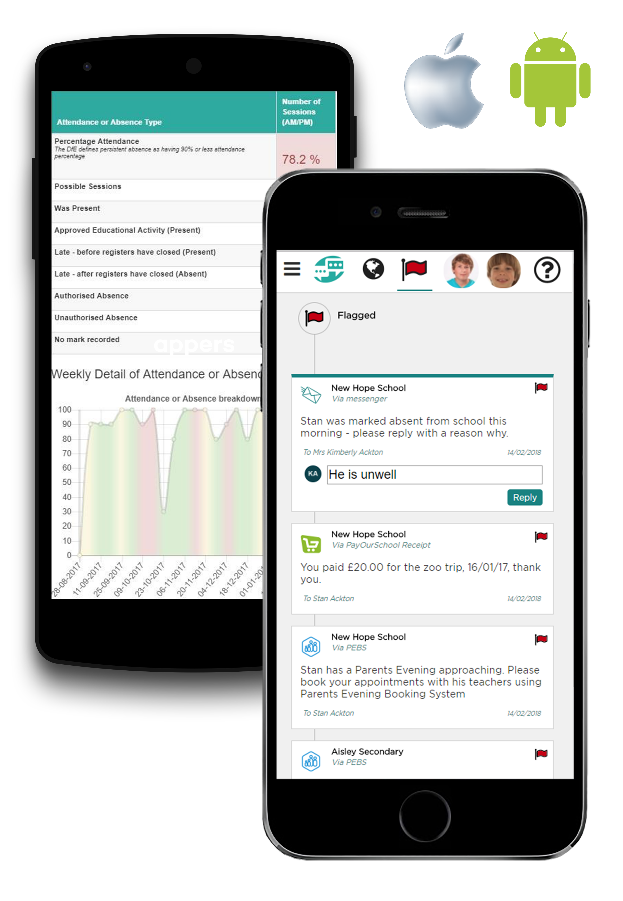 Attendance or Absence Type
Number of
Sessions
(AM/PM)
Percentage Attendance
The DfE defines persistent absence as having 90% or less attendance
percentage
78.2 %
Possible Sessions
Was Present
Approved Educational Activity (Present)
Late - before registers have closed (Present)
Late - after registers have closed (Absent)
Authorised Absence
Unauthorised Absence
No mark recorded
appers
Weekly Detail of Attendance or Absenc
Attendance or Absence breakdown
100
90
80
70
60
50
40
30
20
10
0
28-08-2017
11-09-2017
25-09-2017
09-10-2017
23-10-2017
06-11-2017
20-11-2017
04-12-2017
18-12-2017
01-01-
?
Flagged
New Hope School
Via messenger
Stan was marked absent from school this
morning - please reply with a reason why.
To Mrs Kimberly Ackton
14/02/2018
KA
He is unwell
Reply
New Hope School
Via PayOurSchool Receipt
You paid £20.00 for the zoo trip, 16/01/17, thank
you.
To Stan Ackton
14/02/2018
New Hope School
Via PEBS
Stan has a Parents Evening approaching. Please
book your appointments with his teachers using
Parents Evening Booking System
To Stan Ackton
14/02/2018
Aisley Secondary
Via PEBS